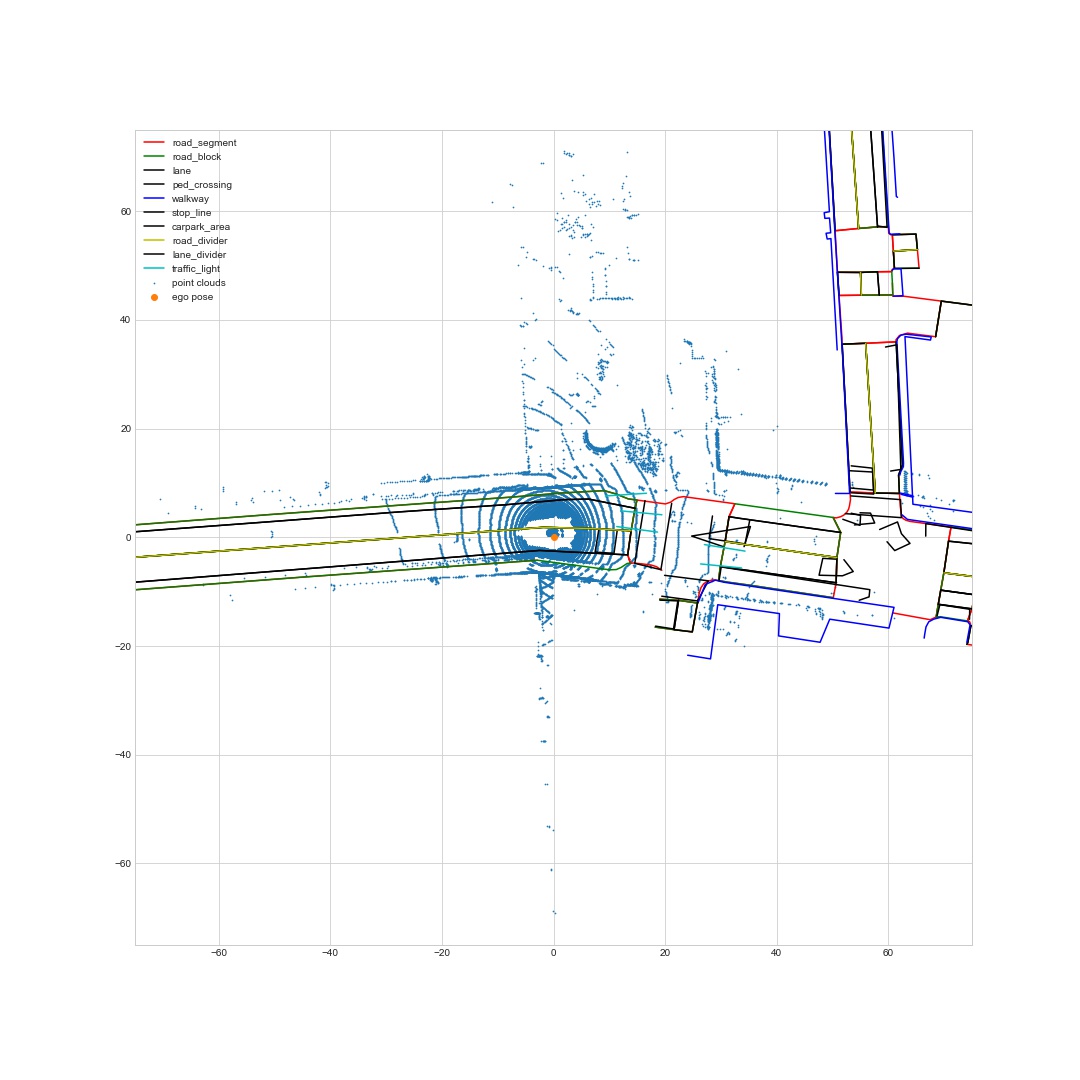 road_segment
road_block
lane
ped_crossing
walkway
stop_line
carpark_area
road_divider
lane_divider
traffic_light
point clouds
ego pose
60
40
20
0
−20
−40
−60
−60
−40
−20
0
20
40
60